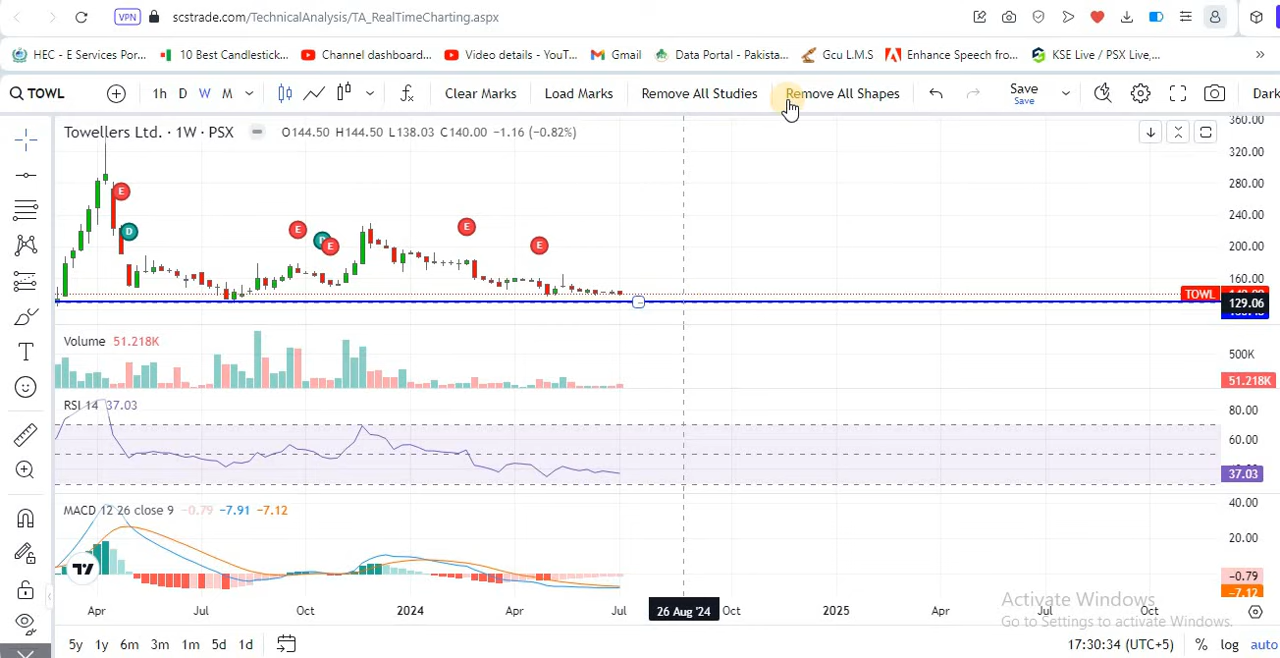 VPN scstrade.com/TechnicalAnalysis/TA_RealTimeCharting.aspx
HEC - E Services Por... 10 Best Candlestick... Channel dashboard... Video details - YouT... Gmail Data Portal - Pakista... Gcu L.M.S Enhance Speech fro... KSE Live / PSX Live,... »
TOWL 1h D W M Clear Marks Load Marks Remove All Studies Remove All Shapes Save Dark
Save
Towellers Ltd. · 1W · PSX O144.50 H144.50 L138.03 C140.00 −1.16 (−0.82%)
360.00
320.00
280.00
240.00
200.00
160.00
E
D
E
E
E
E
TOWL
129.06
Volume 51.218K
500K
51.218K
RSI 14 37.03
80.00
60.00
37.03
MACD 12 26 close 9 −0.79 −7.91 −7.12
40.00
20.00
−0.79
−7.12
Apr Jul Oct 2024 Apr Jul 26 Aug '24 Oct 2025 Apr Jul Oct
Activate Windows
Go to Settings to activate Windows.
5y 1y 6m 3m 1m 5d 1d 17:30:34 (UTC+5) % log auto